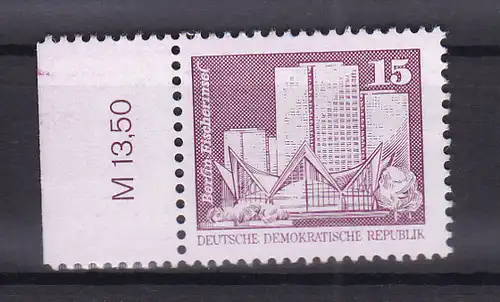 M 13,50
Berlin, Fischerinsel
15
DEUTSCHE DEMOKRATISCHE REPUBLIK